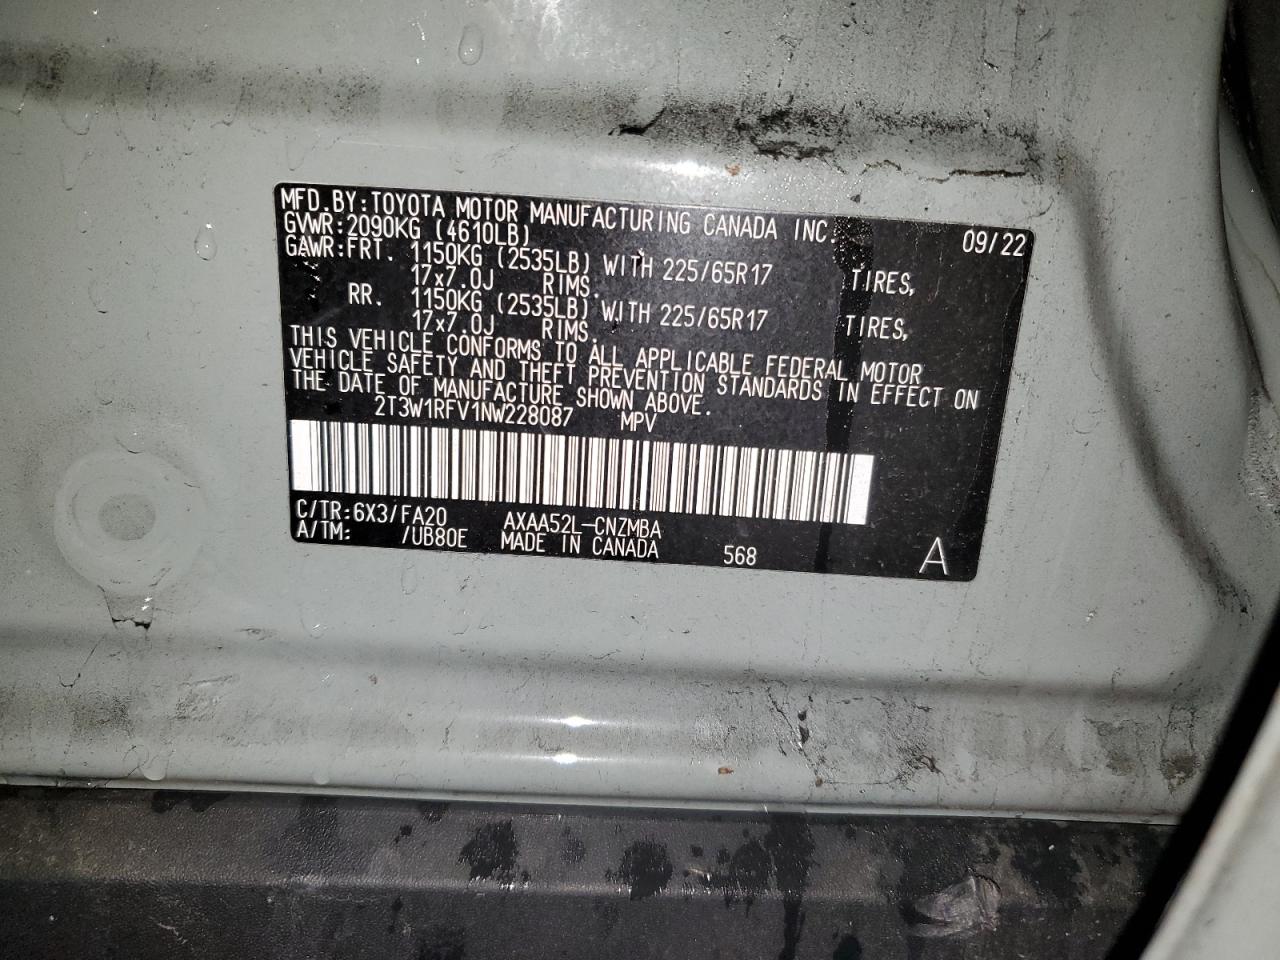 MFD.BY:TOYOTA MOTOR MANUFACTURING CANADA INC. 09/22
GVWR:2090KG (4610LB)
GAWR:FRT. 1150KG (2535LB) WITH 225/65R17 TIRES,
17x7.0J RIMS.
RR. 1150KG (2535LB) WITH 225/65R17 TIRES,
17x7.0J RIMS.
THIS VEHICLE CONFORMS TO ALL APPLICABLE FEDERAL MOTOR
VEHICLE SAFETY AND THEFT PREVENTION STANDARDS IN EFFECT ON
THE DATE OF MANUFACTURE SHOWN ABOVE.
2T3W1RFV1NW228087 MPV
C/TR:6X3/FA20 AXAA52L-CNZMBA
A/TM: /UB80E MADE IN CANADA 568 A